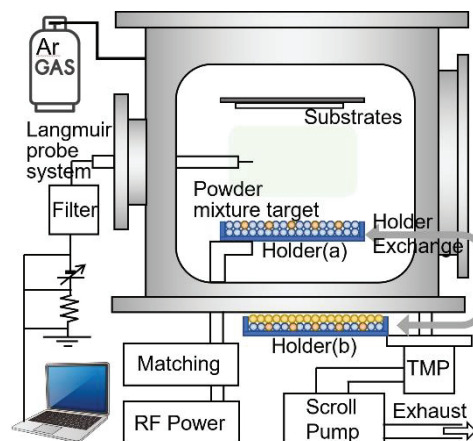 Ar
GAS
Langmuir
probe
system
Filter
Substrates
Powder
mixture target
Holder(a)
Holder
Exchange
Holder(b)
Matching
RF Power
TMP
Scroll
Pump
Exhaust